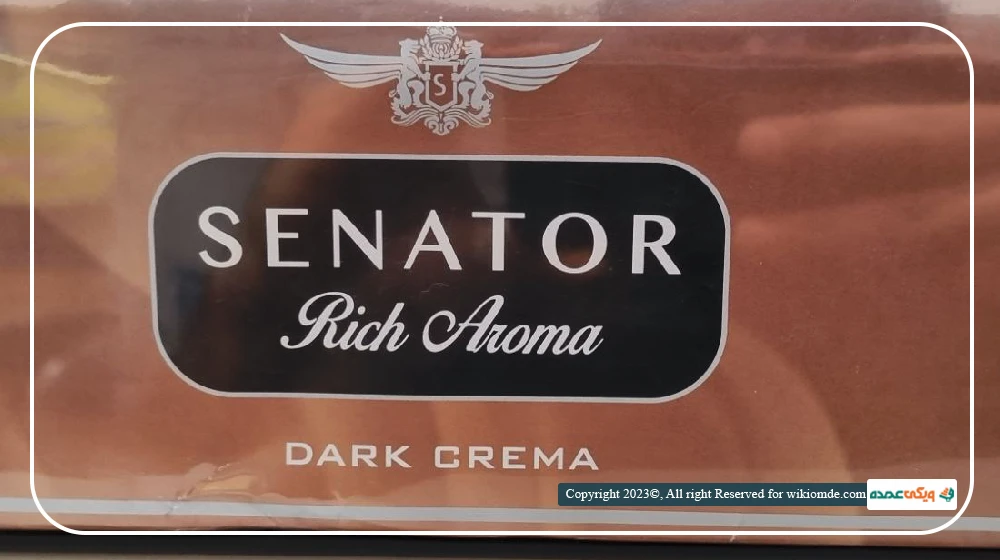 S
SENATOR
Rich Aroma
DARK CREMA
Copyright 2023©, All right Reserved for wikiomde.com
ویکی عمده